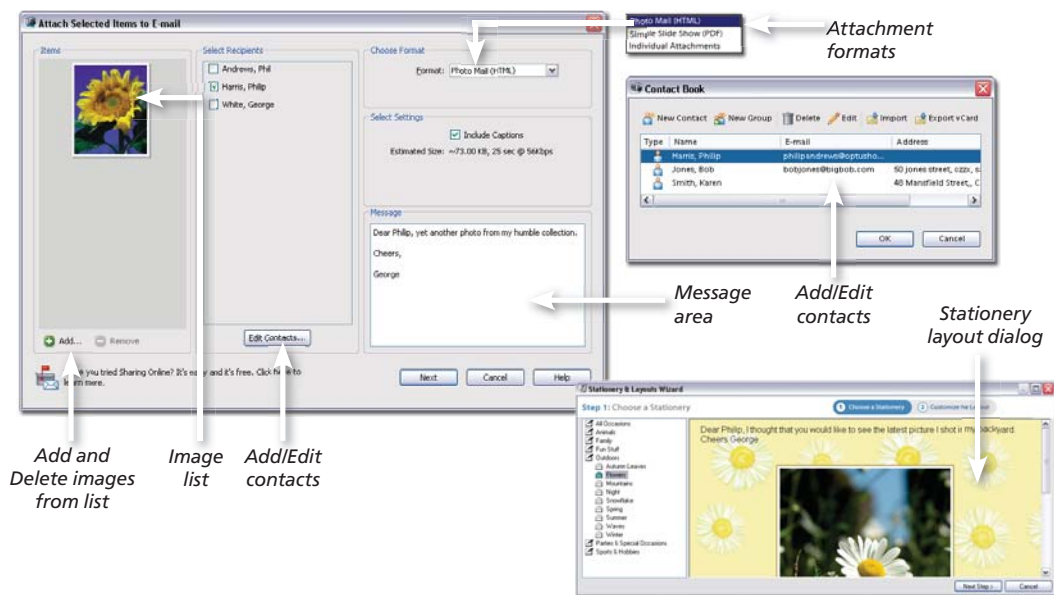 Attach Selected Items to E-mail
Items
Add...
Remove
Select Recipients
Andrews, Phil
Harris, Philip
White, George
Edit Contacts...
Choose Format
Format: Photo Mail (HTML)
Select Settings
Include Captions
Estimated Size: ~73.00 KB, 25 sec @ 56Kbps
Message
Dear Philip, yet another photo from my humble collection.
Cheers,
George
you tried Sharing Online? It's easy and it's free. Click here to
learn more.
Next
Cancel
Help
Photo Mail (HTML)
Simple Slide Show (PDF)
Individual Attachments
Attachment
formats
Contact Book
New Contact
New Group
Delete
Edit
Import
Export vCard
Type Name E-mail Address
Harris, Philip philipandrews@optusho...
Jones, Bob bobjones@bigbob.com 50 jones street,
Smith, Karen 48 Mansfield Street,, C
OK
Cancel
Message
area
Add/Edit
contacts
Stationery
layout dialog
Add and
Delete images
from list
Image
list
Add/Edit
contacts
Stationery & Layouts Wizard
Step 1: Choose a Stationery
1 Choose a Stationery
2 Customize the Layout
All Occasions
Animals
Family
Fun Stuff
Outdoors
Autumn Leaves
Flowers
Mountains
Night
Snowflake
Spring
Summer
Waves
Winter
Parties & Special Occasions
Sports & Hobbies
Dear Philip, I thought that you would like to see the latest picture I shot in my backyard.
Cheers George
Next Step >
Cancel